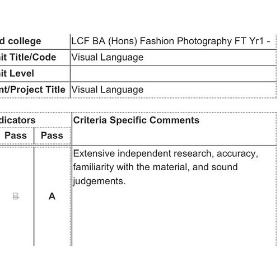 d college LCF BA (Hons) Fashion Photography FT Yr1 -
it Title/Code Visual Language
it Level
nt/Project Title Visual Language
dicators Criteria Specific Comments
Pass Pass
Extensive independent research, accuracy,
B A familiarity with the material, and sound
judgements.